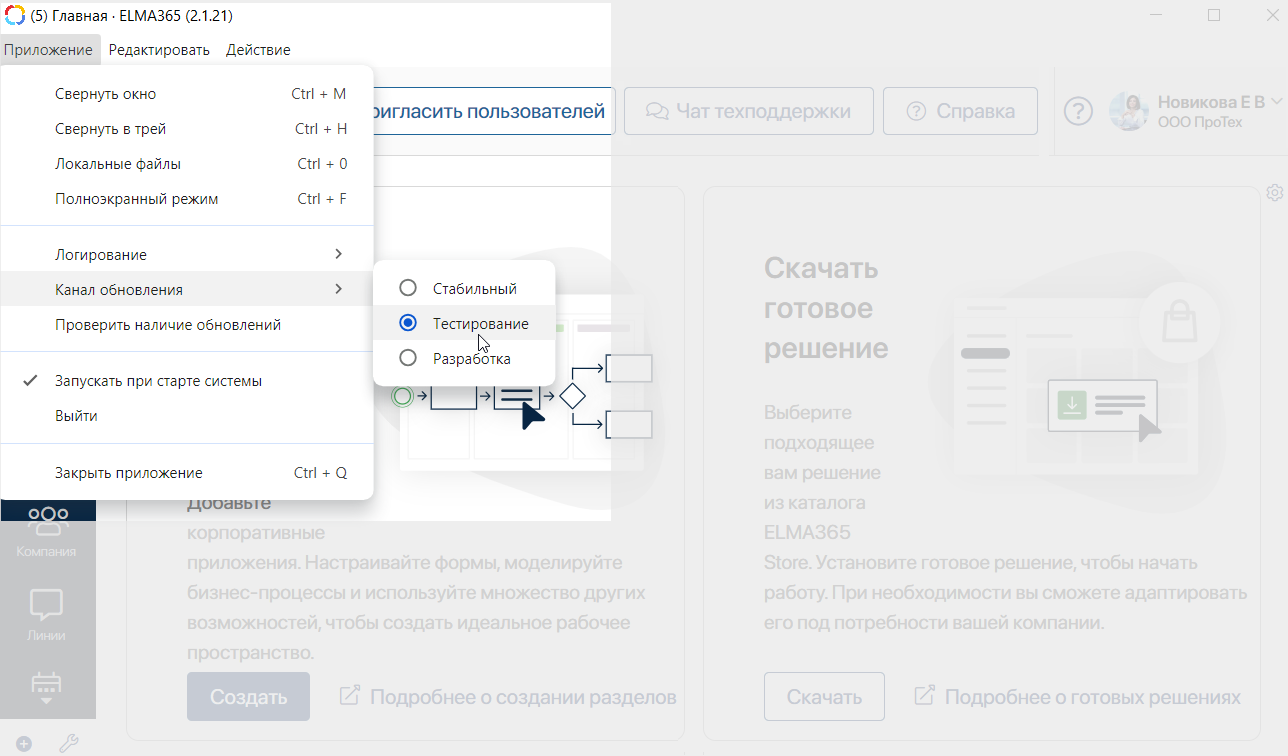 (5) Главная · ELMA365 (2.1.21)
Приложение Редактировать Действие
Свернуть окно Ctrl + M
Свернуть в трей Ctrl + H
Локальные файлы Ctrl + 0
Полноэкранный режим Ctrl + F
Логирование
Канал обновления
Проверить наличие обновлений
Запускать при старте системы
Выйти
Закрыть приложение Ctrl + Q
Стабильный
Тестирование
Разработка
ригласить пользователей
Чат техподдержки
Справка
Новикова Е В
ООО ПроТех
Компания
Линии
Добавьте
корпоративные
приложения. Настраивайте формы, моделируйте
бизнес-процессы и используйте множество других
возможностей, чтобы создать идеальное рабочее
пространство.
Создать
Подробнее о создании разделов
Скачать
готовое
решение
Выберите
подходящее
вам решение
из каталога
ELMA365
Store. Установите готовое решение, чтобы начать
работу. При необходимости вы сможете адаптировать
его под потребности вашей компании.
Скачать
Подробнее о готовых решениях